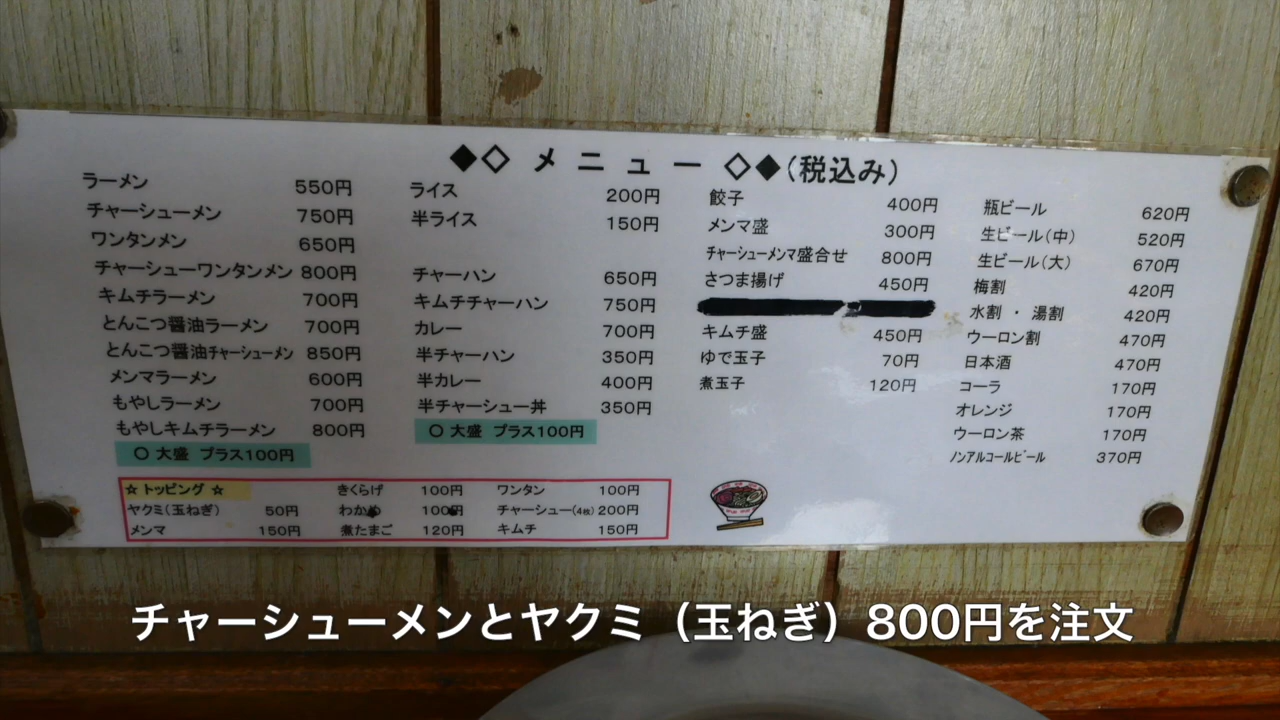 ◆◇ メニュー ◇◆(税込み)
ラーメン 550円
チャーシューメン 750円
ワンタンメン 650円
チャーシューワンタンメン 800円
キムチラーメン 700円
とんこつ醤油ラーメン 700円
とんこつ醤油チャーシューメン 850円
メンマラーメン 600円
もやしラーメン 700円
もやしキムチラーメン 800円
〇 大盛 プラス100円
ライス 200円
半ライス 150円
チャーハン 650円
キムチチャーハン 750円
カレー 700円
半チャーハン 350円
半カレー 400円
半チャーシュー丼 350円
〇 大盛 プラス100円
餃子 400円
メンマ盛 300円
チャーシューメンマ盛合せ 800円
さつま揚げ 450円
キムチ盛 450円
ゆで玉子 70円
煮玉子 120円
瓶ビール 620円
生ビール(中) 520円
生ビール(大) 670円
梅割 420円
水割 ・ 湯割 420円
ウーロン割 470円
日本酒 470円
コーラ 170円
オレンジ 170円
ウーロン茶 170円
ノンアルコールビール 370円
☆ トッピング ☆
ヤクミ(玉ねぎ) 50円
メンマ 150円
きくらげ 100円
わかめ 100円
煮たまご 120円
ワンタン 100円
チャーシュー(4枚) 200円
キムチ 150円
チャーシューメンとヤクミ（玉ねぎ）800円を注文